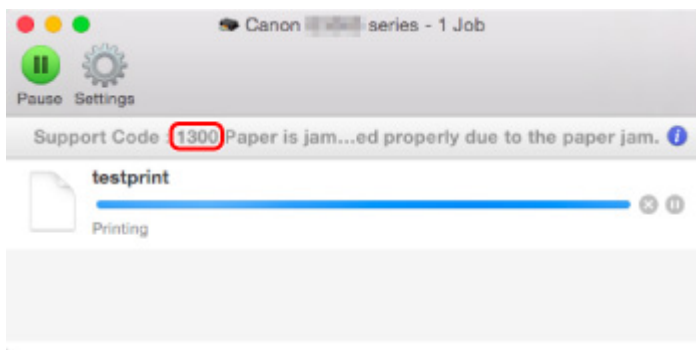 Canon series - 1 Job
Pause Settings
Support Code : 1300 Paper is jam...ed properly due to the paper jam.
testprint
Printing